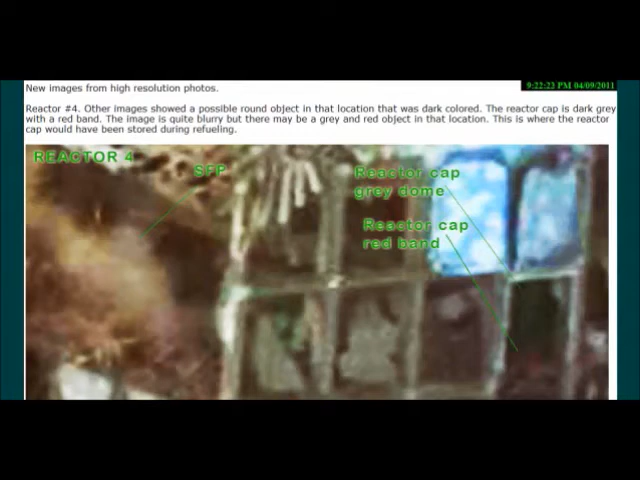 9:22:23 PM 04/09/2011
New images from high resolution photos.
Reactor #4. Other images showed a possible round object in that location that was dark colored. The reactor cap is dark grey
with a red band. The image is quite blurry but there may be a grey and red object in that location. This is where the reactor
cap would have been stored during refueling.
REACTOR 4
SFP
Reactor cap
grey dome
Reactor cap
red band